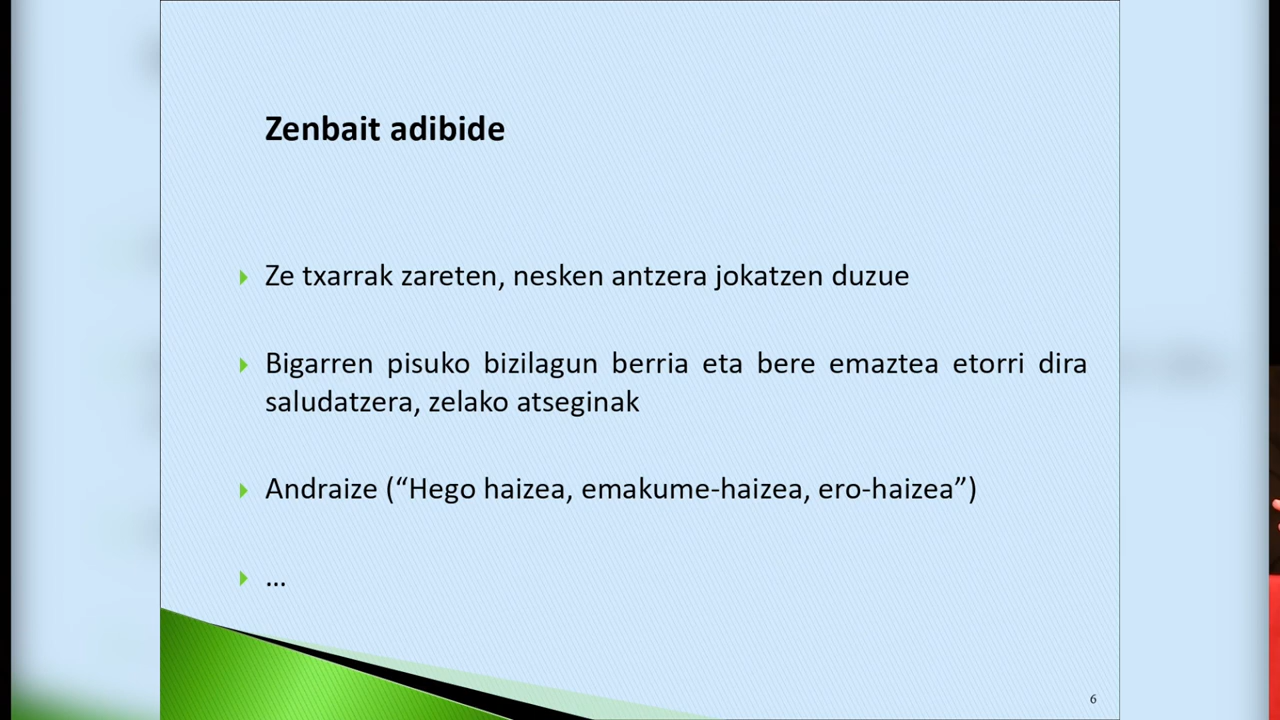 Zenbait adibide
Ze txarrak zareten, nesken antzera jokatzen duzue
Bigarren pisuko bizilagun berria eta bere emaztea etorri dira
saludatzera, zelako atseginak
Andraize (“Hego haizea, emakume-haizea, ero-haizea”)
...
6